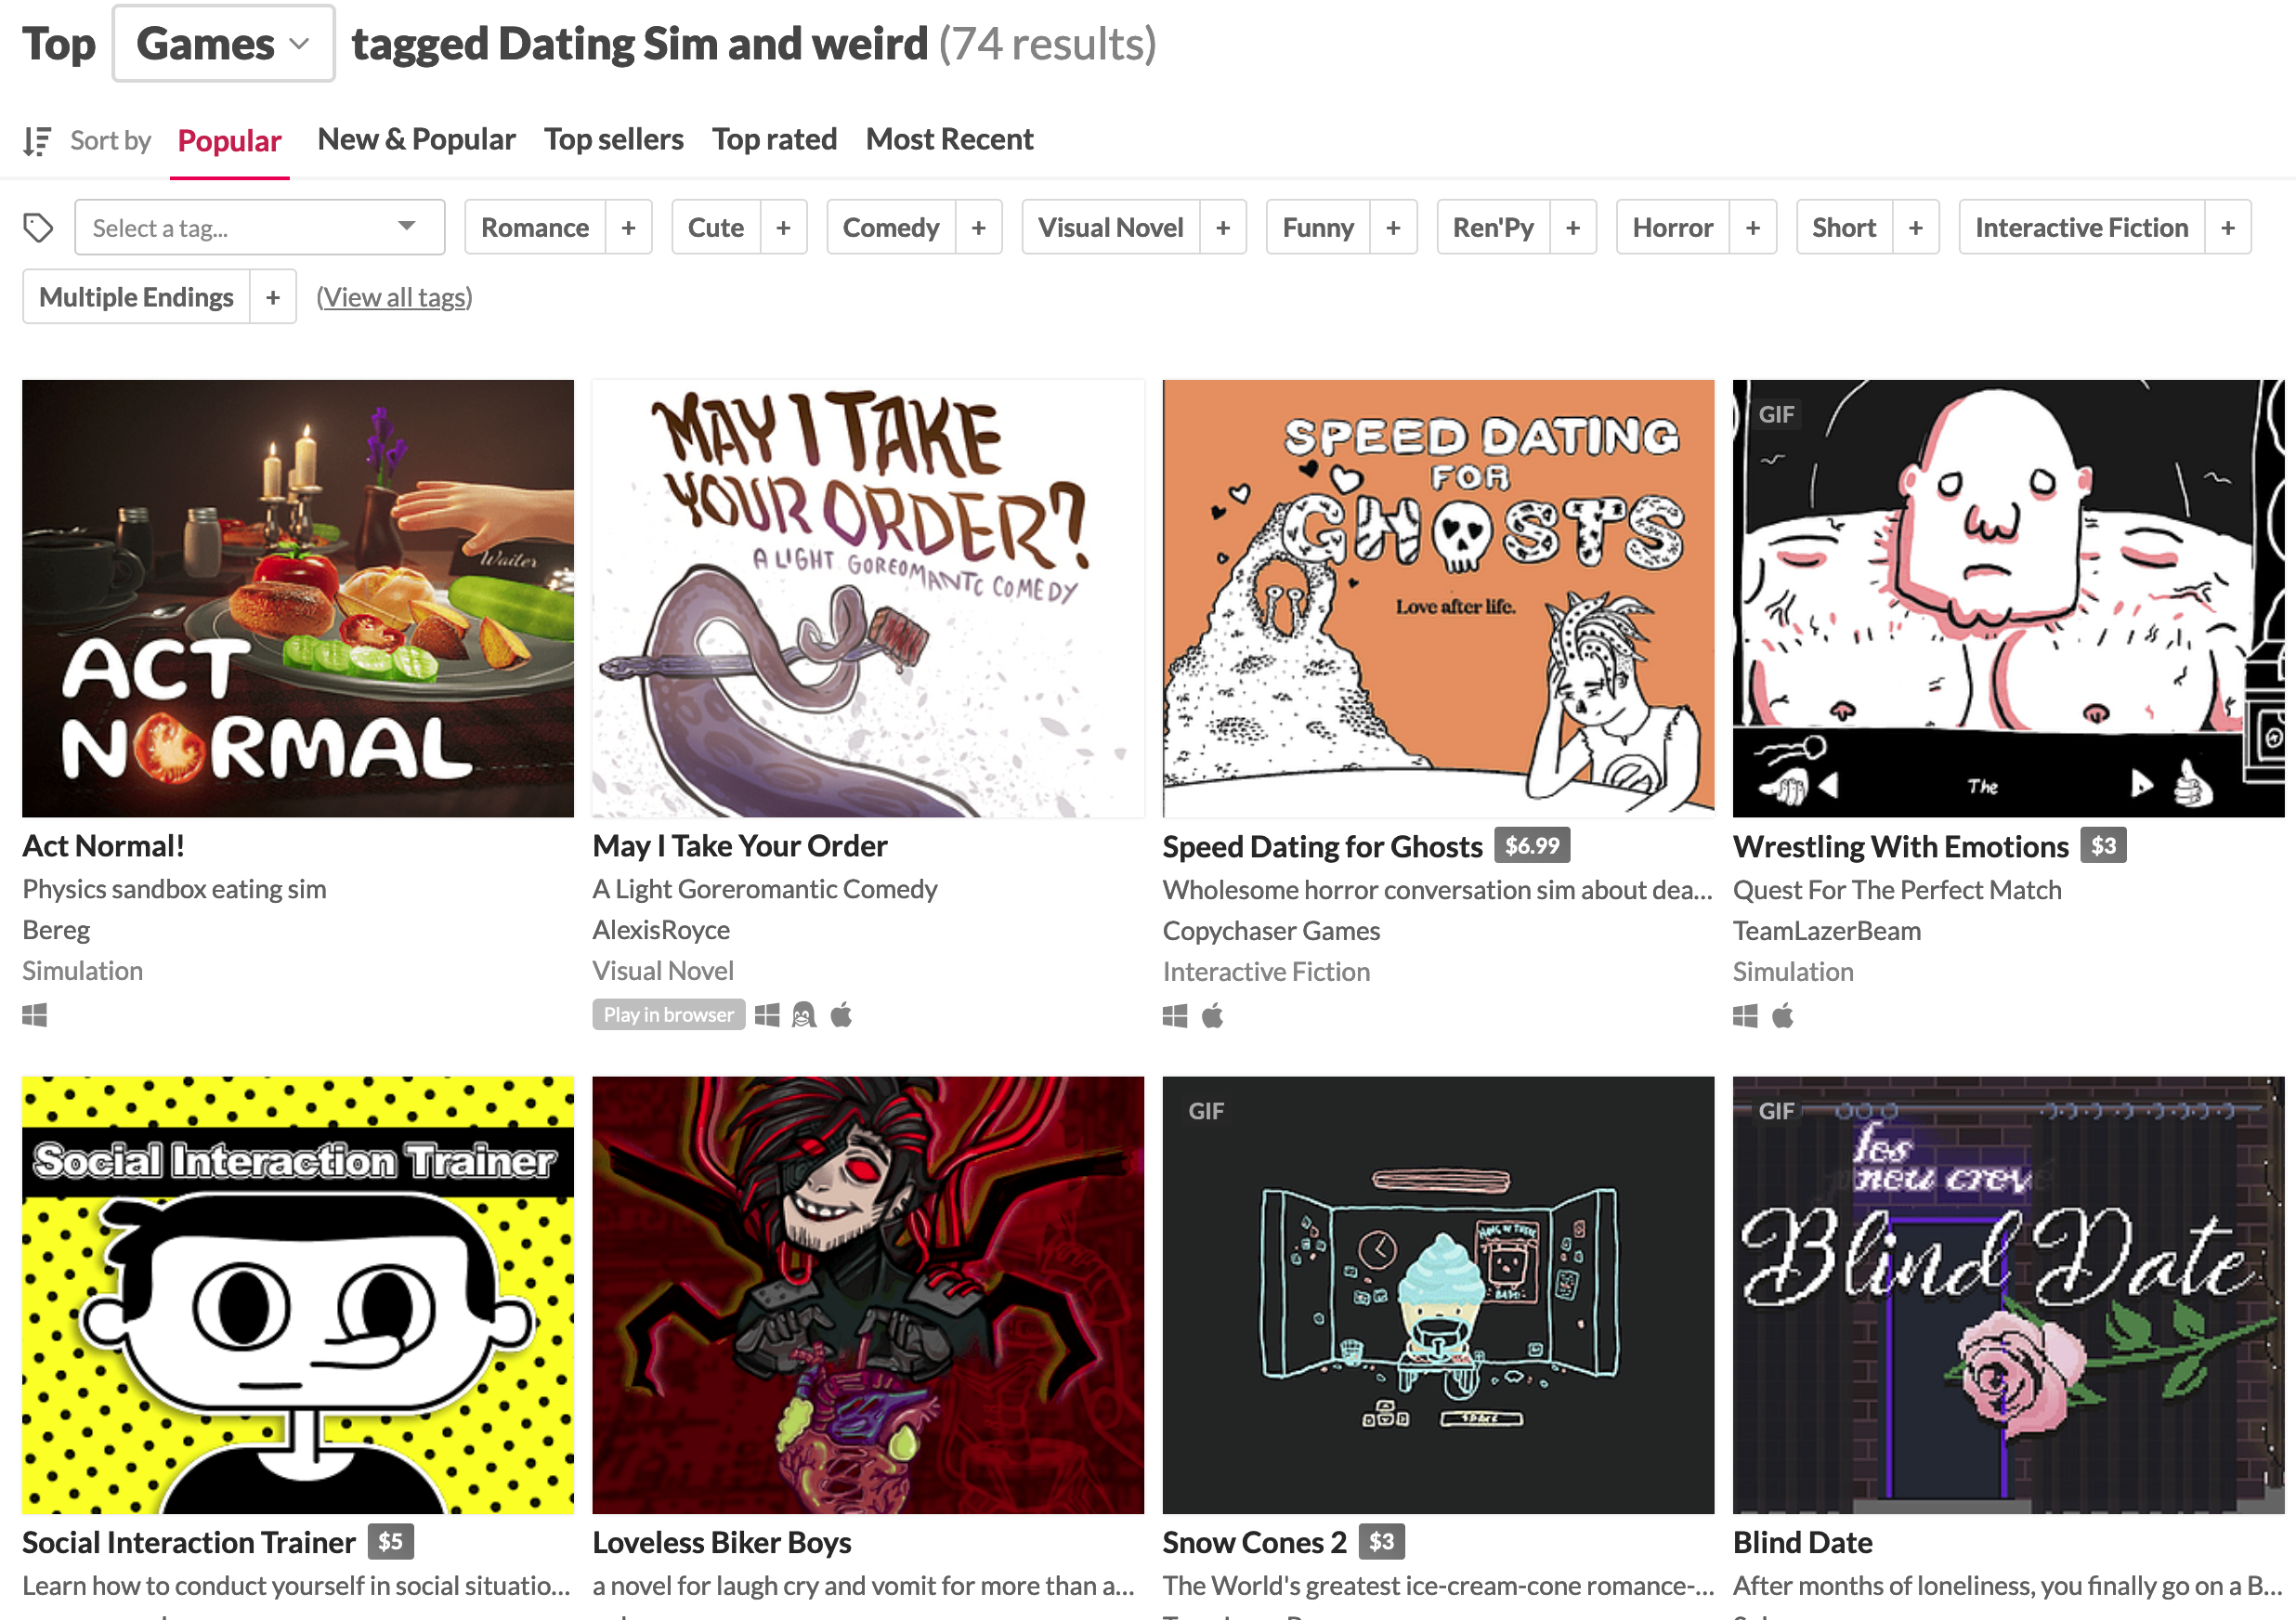 Top Games tagged Dating Sim and weird (74 results)
Sort by Popular New & Popular Top sellers Top rated Most Recent
Select a tag... Romance + Cute + Comedy + Visual Novel + Funny + Ren'Py + Horror + Short + Interactive Fiction +
Multiple Endings + (View all tags)
Waiter
ACT
NORMAL
MAY I TAKE
YOUR ORDER?
A LIGHT GOREOMANTC COMEDY
SPEED DATING
FOR
GHOSTS
Love after life.
GIF
The
Act Normal!
Physics sandbox eating sim
Bereg
Simulation
May I Take Your Order
A Light Goreromantic Comedy
AlexisRoyce
Visual Novel
Play in browser
Speed Dating for Ghosts $6.99
Wholesome horror conversation sim about dea...
Copychaser Games
Interactive Fiction
Wrestling With Emotions $3
Quest For The Perfect Match
TeamLazerBeam
Simulation
Social Interaction Trainer
GIF
SPACE
GIF
los
neu crev
Blind Date
Social Interaction Trainer $5
Learn how to conduct yourself in social situatio...
Loveless Biker Boys
a novel for laugh cry and vomit for more than a...
Snow Cones 2 $3
The World's greatest ice-cream-cone romance-...
Blind Date
After months of loneliness, you finally go on a B...